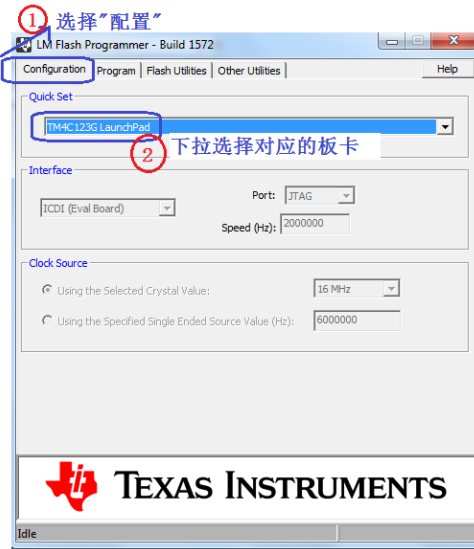 ① 选择"配置"
LM Flash Programmer - Build 1572
Configuration Program Flash Utilities Other Utilities Help
Quick Set
TM4C123G LaunchPad
② 下拉选择对应的板卡
Interface
Port: JTAG
ICDI (Eval Board)
Speed (Hz): 2000000
Clock Source
Using the Selected Crystal Value: 16 MHz
Using the Specified Single Ended Source Value (Hz): 6000000
TEXAS INSTRUMENTS
Idle